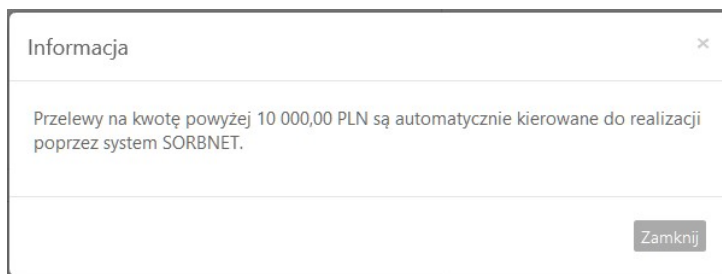 Informacja
×
Przelewy na kwotę powyżej 10 000,00 PLN są automatycznie kierowane do realizacji
poprzez system SORBNET.
Zamknij